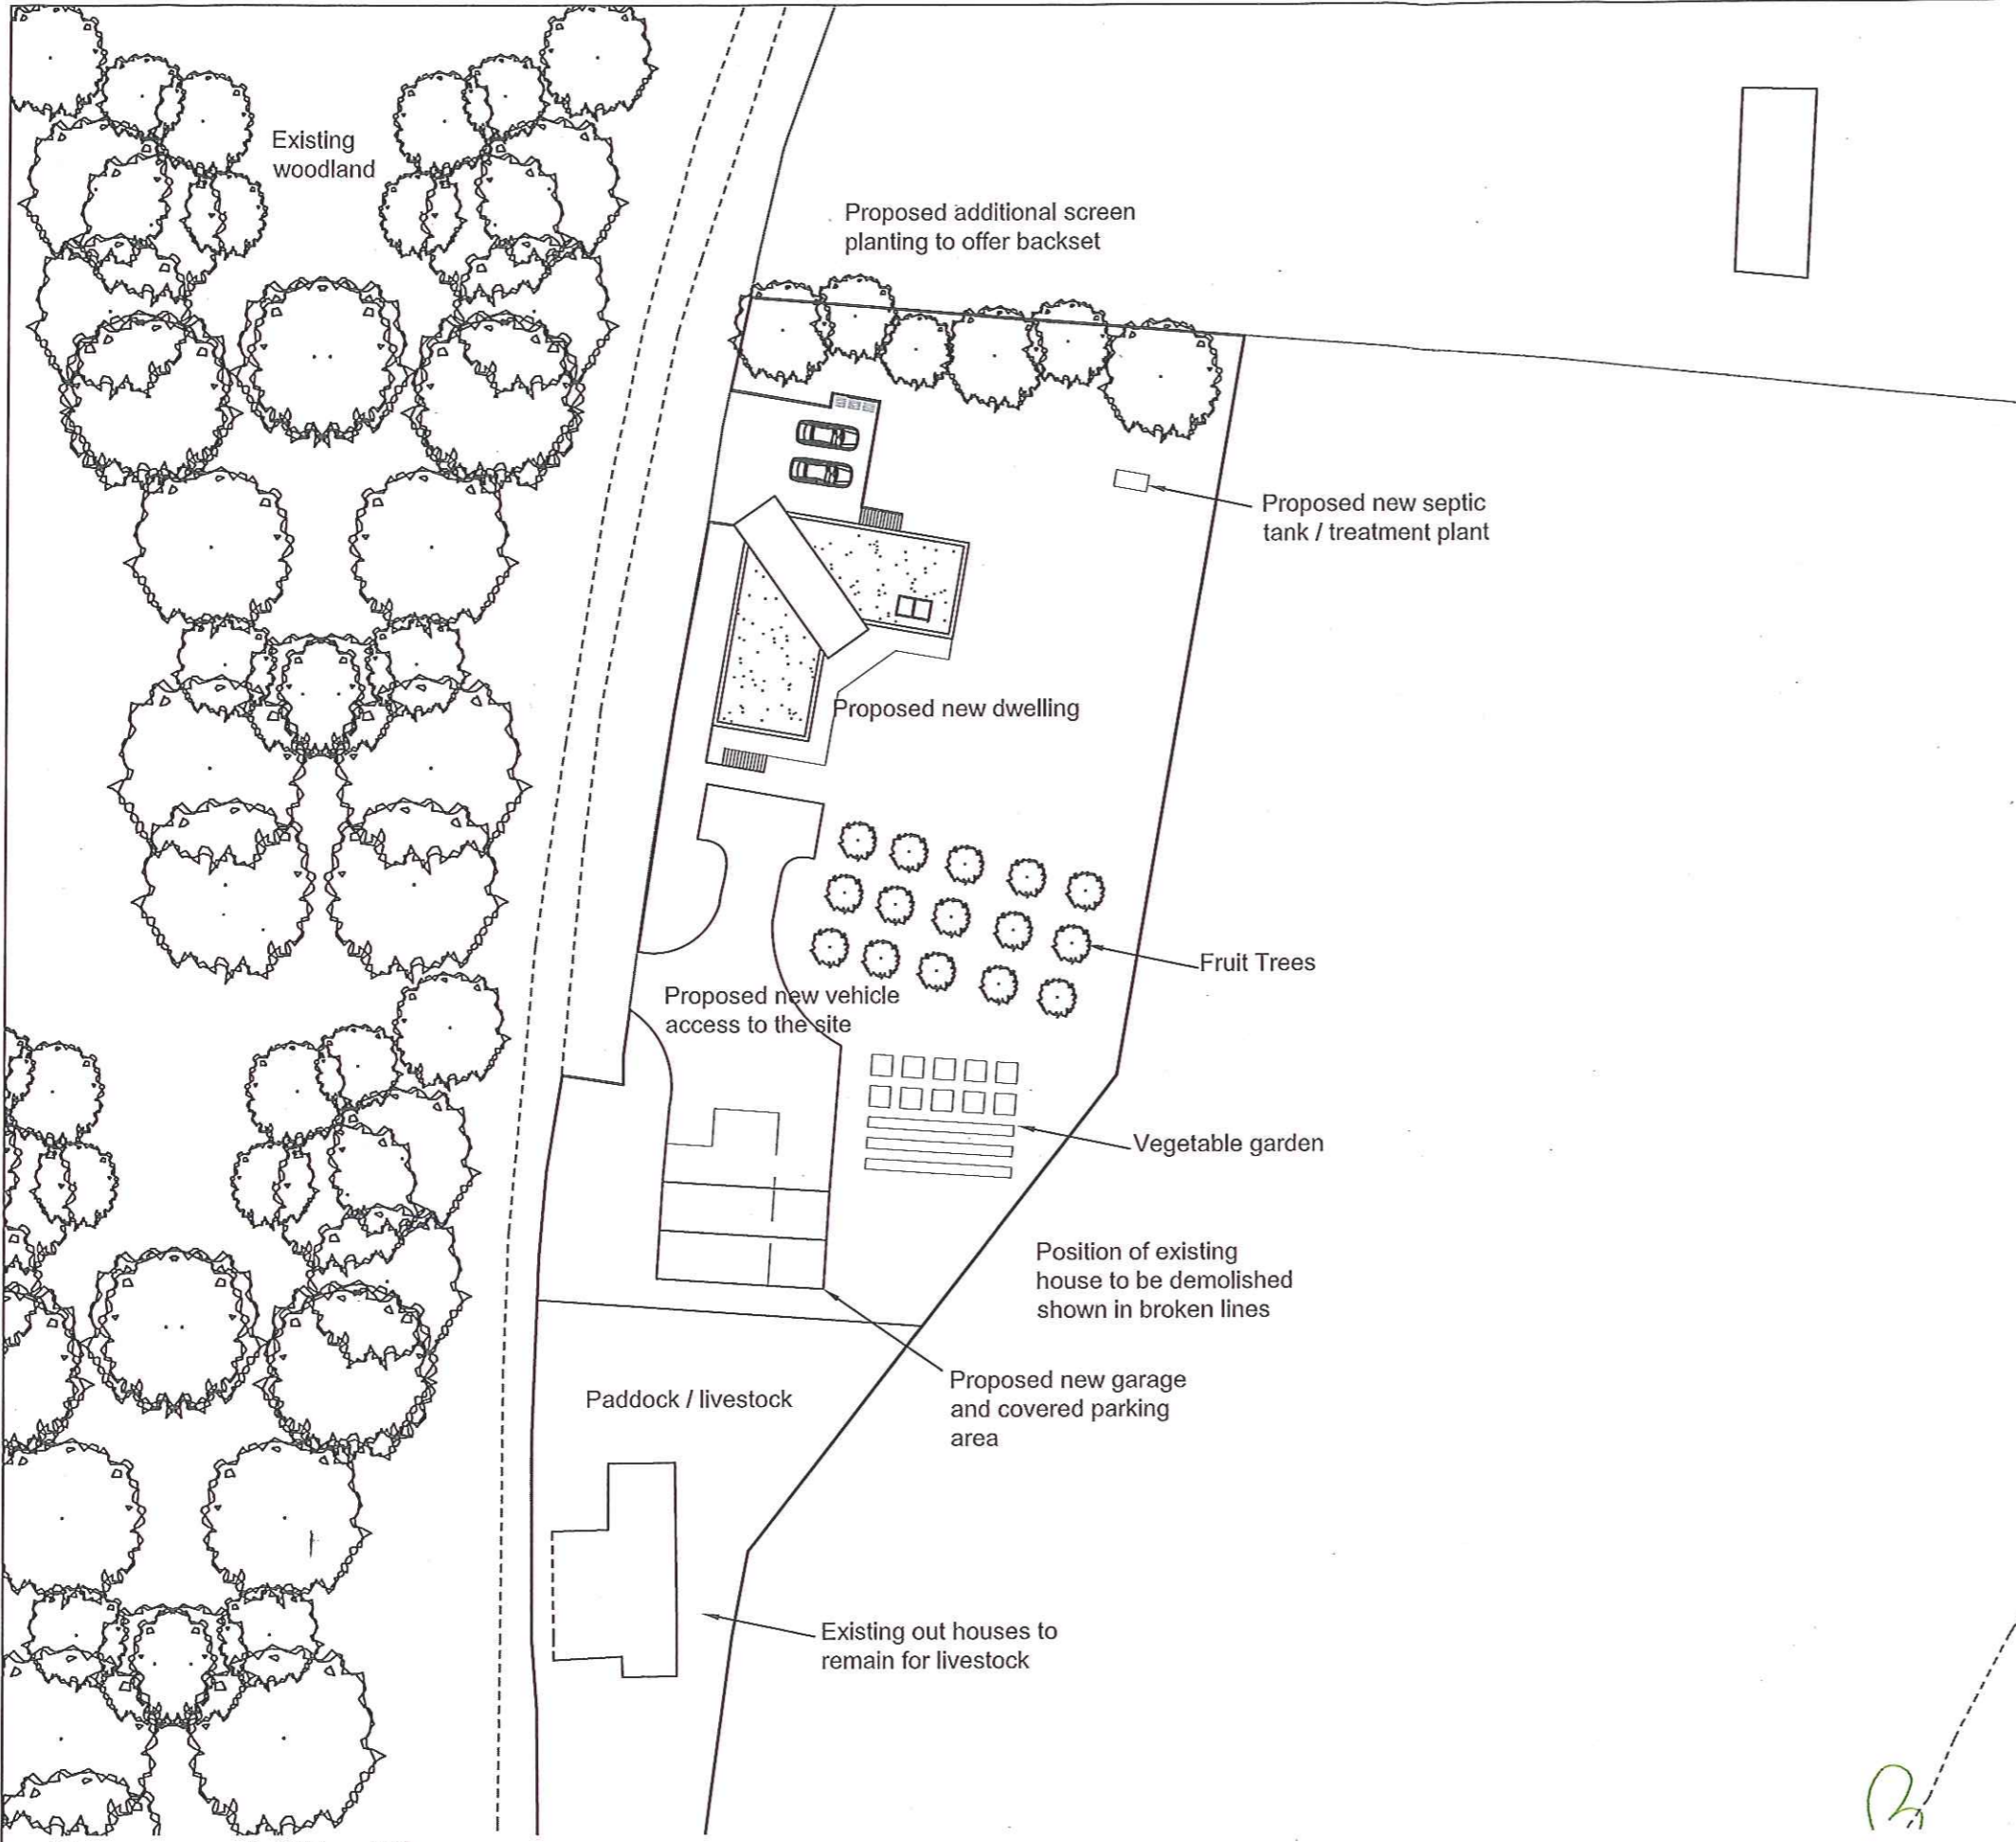 Existing
woodland
Proposed additional screen
planting to offer backset
Proposed new septic
tank / treatment plant
Proposed new dwelling
Fruit Trees
Proposed new vehicle
access to the site
Vegetable garden
Position of existing
house to be demolished
shown in broken lines
Proposed new garage
and covered parking
area
Paddock / livestock
Existing out houses to
remain for livestock